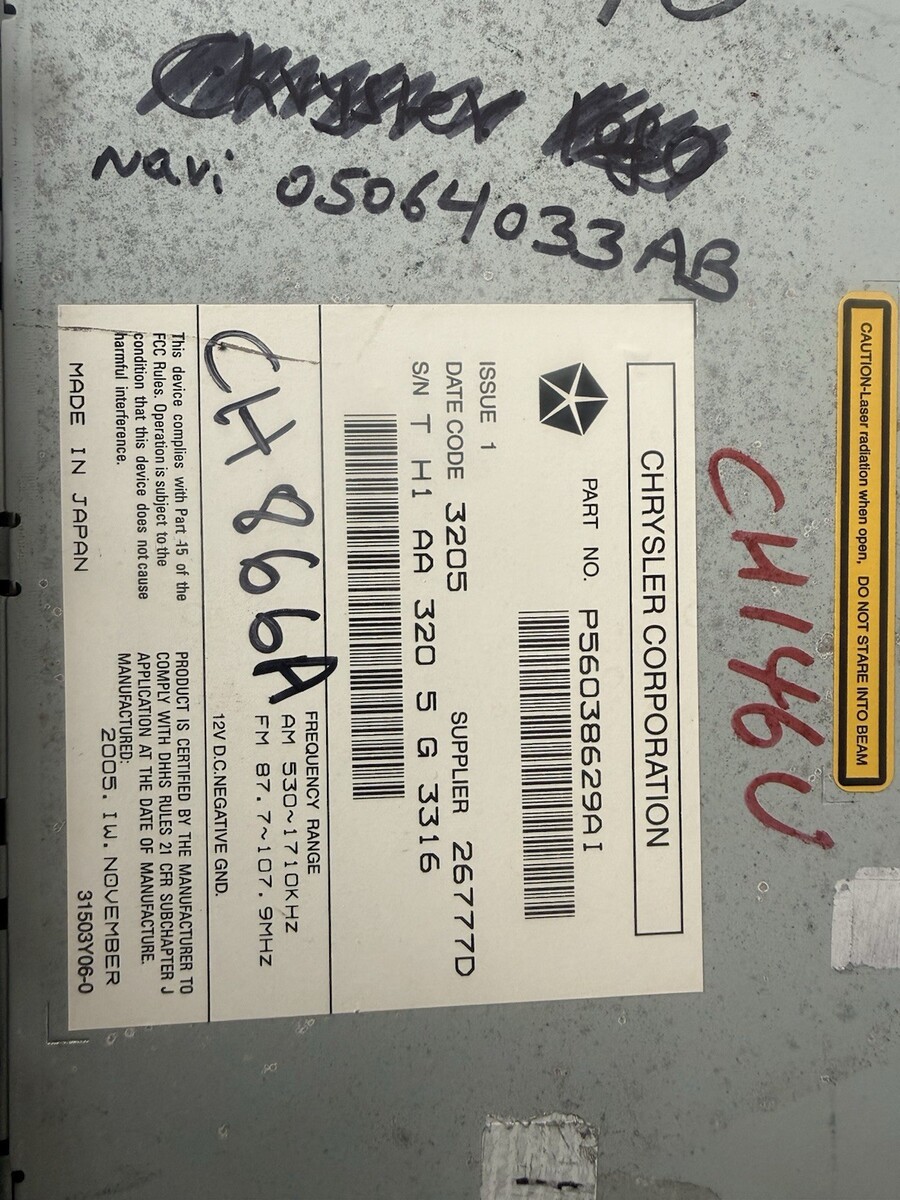 Navi 05064033AB
CAUTION-Laser radiation when open, DO NOT STARE INTO BEAM
CH146U
CHRYSLER CORPORATION
PART NO. P56038629AI
ISSUE 1
DATE CODE 3205 SUPPLIER 26777D
S/N T H1 AA 320 5 G 3316
CH866A
FREQUENCY RANGE
AM 530~1710KHz
FM 87.7~107.9MHz
12V D.C.NEGATIVE GND.
This device complies with Part 15 of the
FCC Rules. Operation is subject to the
condition that this device does not cause
harmful interference.
MADE IN JAPAN
PRODUCT IS CERTIFIED BY THE MANUFACTURER TO
COMPLY WITH DHHS RULES 21 CFR SUBCHAPTER J
APPLICATION AT THE DATE OF MANUFACTURE.
MANUFACTURED:
2005.IW.NOVEMBER
31503Y06-0